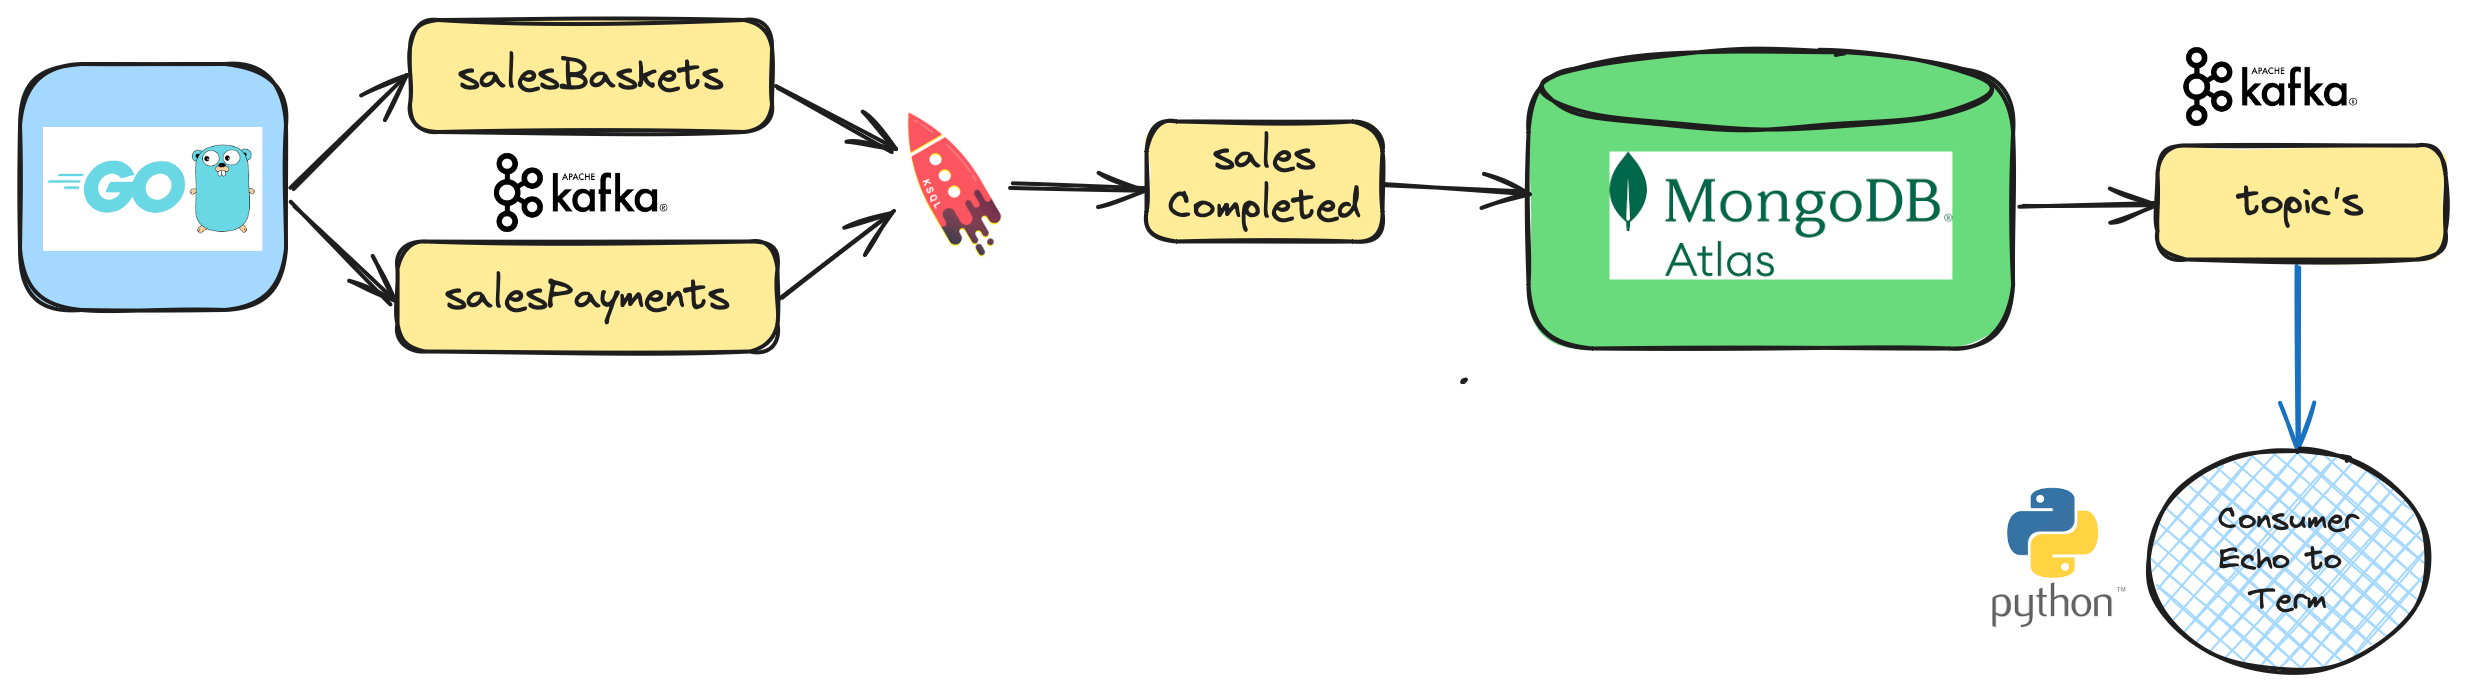 GO
salesBaskets
APACHE
kafka®
salesPayments
KSQL
sales
Completed
MongoDB®
Atlas
APACHE
kafka®
topic's
python™
Consumer
Echo to
Term